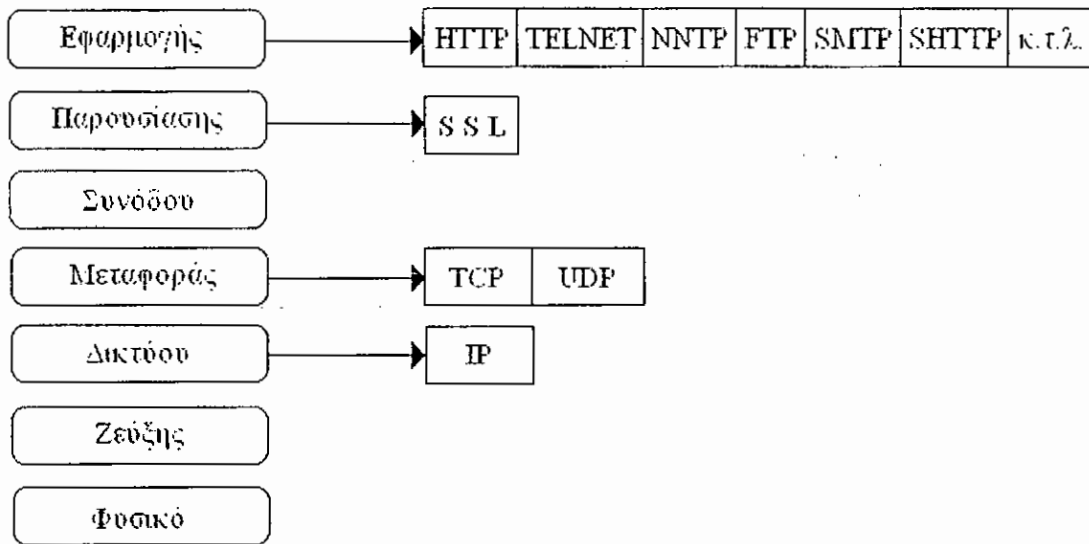 Εφαρμογής HTTP TELNET NNTP FTP SMTP SHTTP κ.τ.λ.
Παρουσίασης S S L
Συνόδου
Μεταφοράς TCP UDP
Δικτύου IP
Ζεύξης
Φυσικό